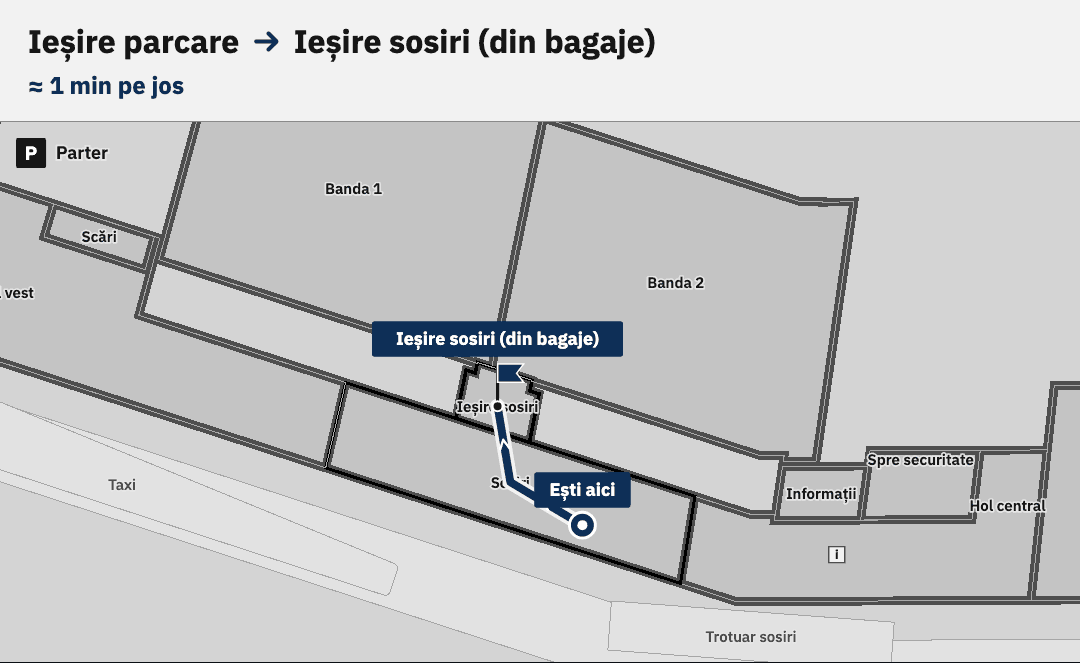 Ieșire parcare → Ieșire sosiri (din bagaje)
≈ 1 min pe jos
P Parter
Banda 1
Scări
vest
Banda 2
Ieșire sosiri (din bagaje)
Ieșire sosiri
Ești aici
Spre securitate
Informații
Hol central
i
Taxi
Trotuar sosiri